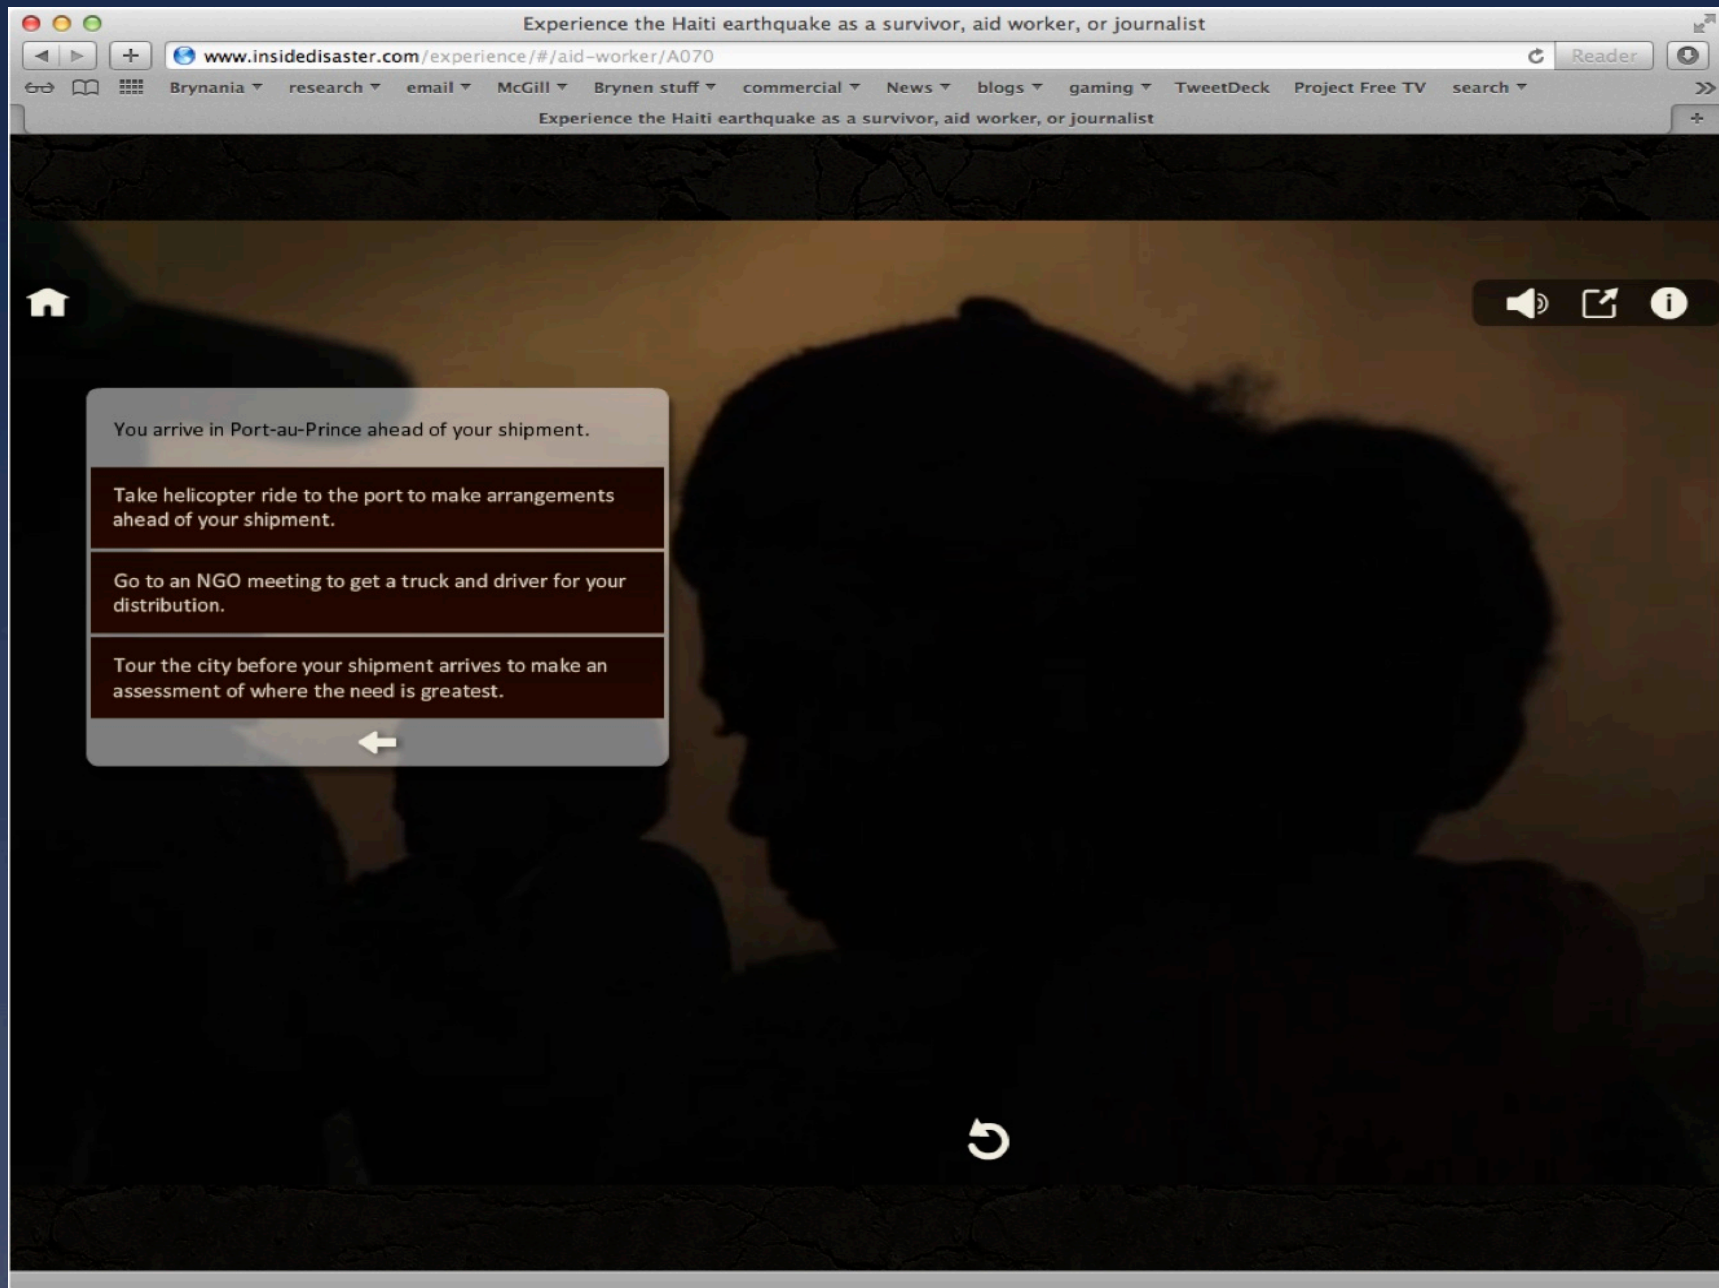 Experience the Haiti earthquake as a survivor, aid worker, or journalist
www.insidedisaster.com/experience/#/aid-worker/A070
Reader
Brynania research email McGill Brynen stuff commercial News blogs gaming TweetDeck Project Free TV search
Experience the Haiti earthquake as a survivor, aid worker, or journalist
You arrive in Port-au-Prince ahead of your shipment.
Take helicopter ride to the port to make arrangements
ahead of your shipment.
Go to an NGO meeting to get a truck and driver for your
distribution.
Tour the city before your shipment arrives to make an
assessment of where the need is greatest.